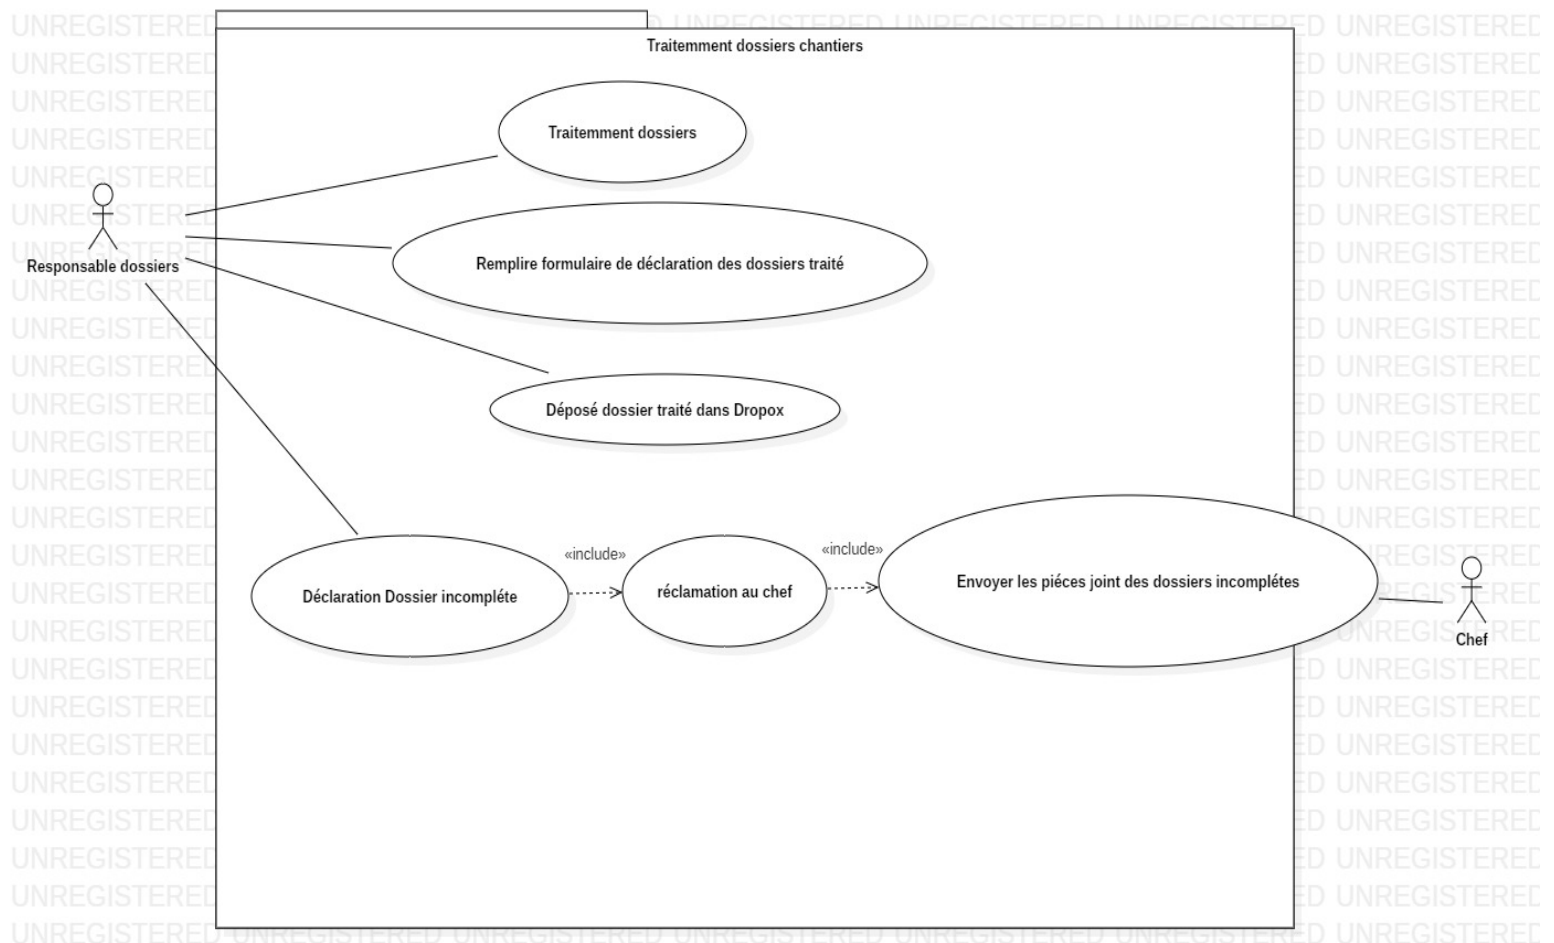 Traitemment dossiers chantiers
Traitemment dossiers
Responsable dossiers
Remplire formulaire de déclaration des dossiers traité
Déposé dossier traité dans Dropox
«include»
«include»
Déclaration Dossier incompléte
réclamation au chef
Envoyer les piéces joint des dossiers incomplétes
Chef
UNREGISTERED